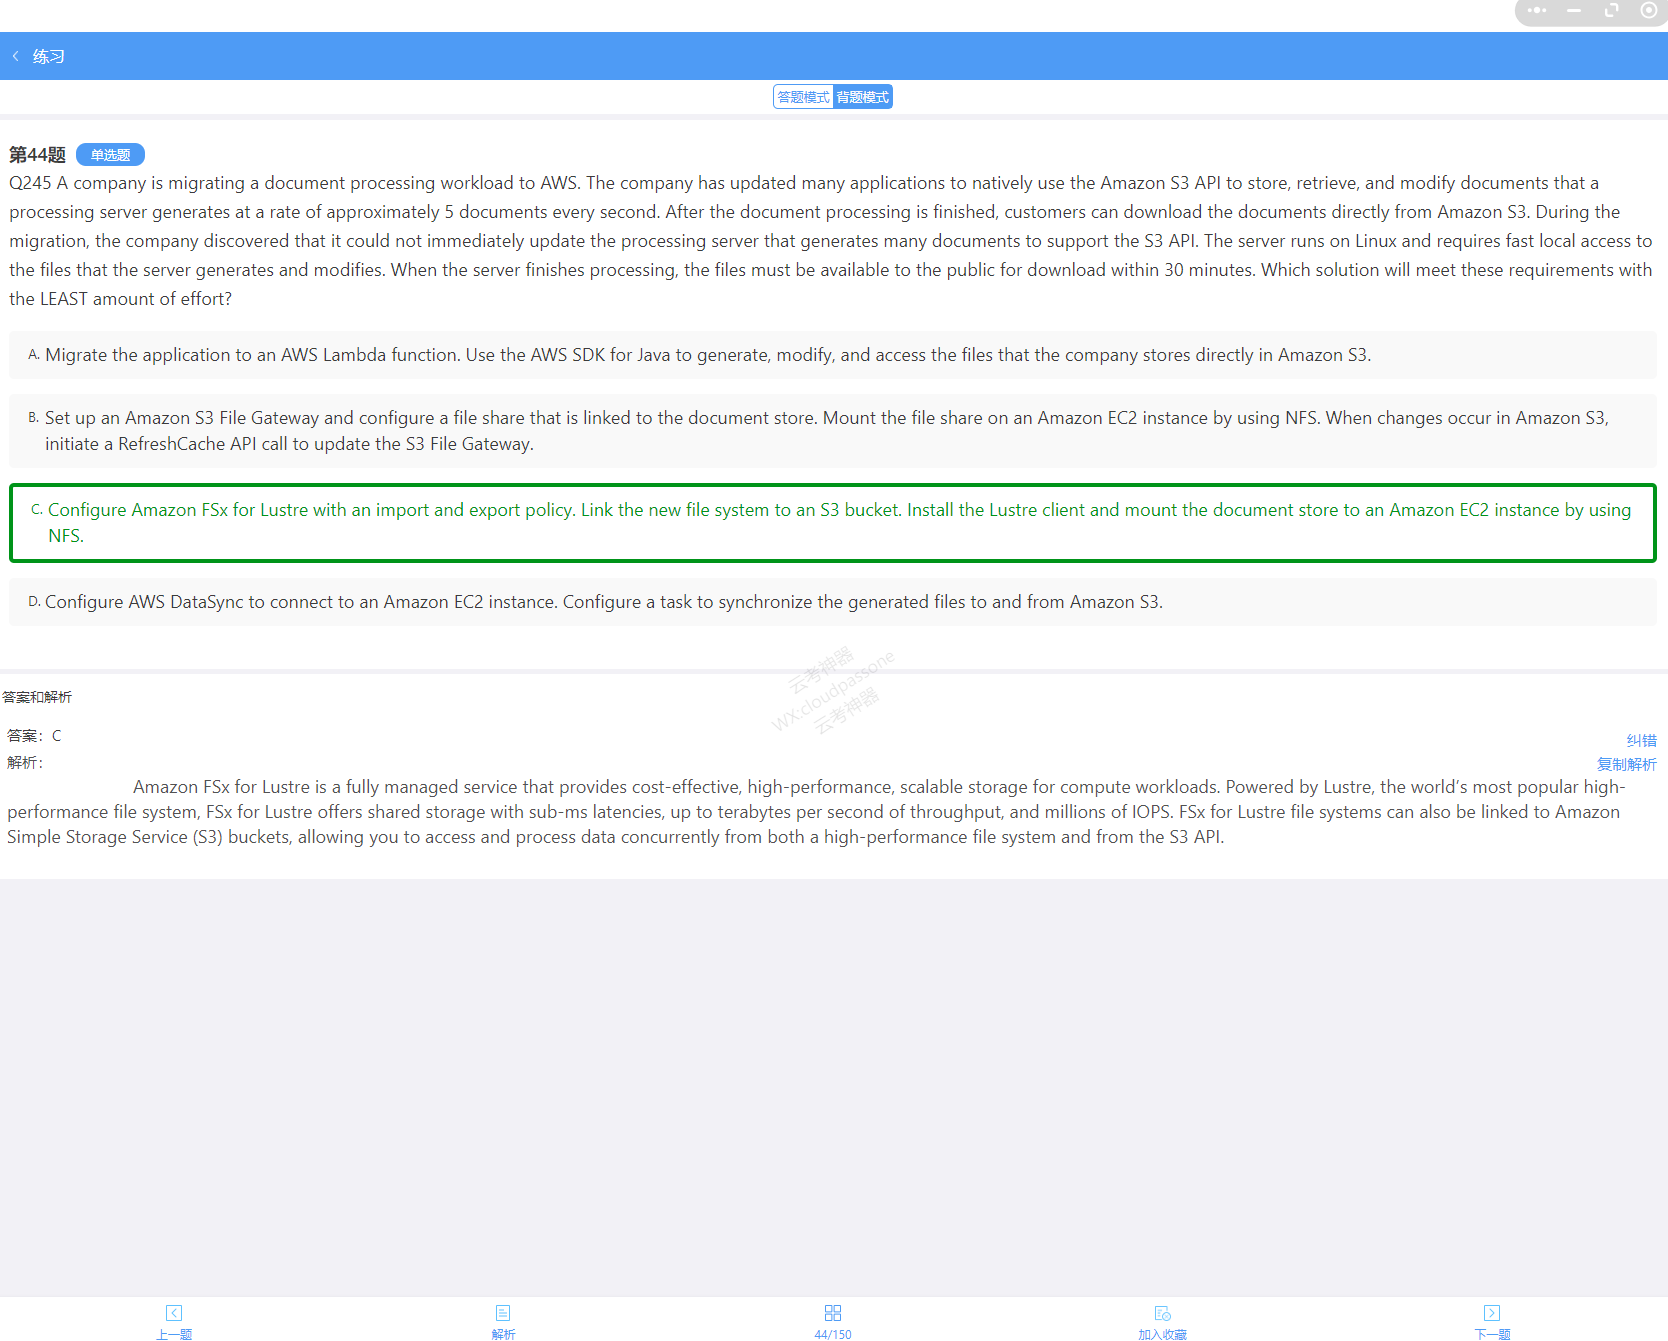 练习
答题模式 背题模式
第44题 单选题
Q245 A company is migrating a document processing workload to AWS. The company has updated many applications to natively use the Amazon S3 API to store, retrieve, and modify documents that a
processing server generates at a rate of approximately 5 documents every second. After the document processing is finished, customers can download the documents directly from Amazon S3. During the
migration, the company discovered that it could not immediately update the processing server that generates many documents to support the S3 API. The server runs on Linux and requires fast local access to
the files that the server generates and modifies. When the server finishes processing, the files must be available to the public for download within 30 minutes. Which solution will meet these requirements with
the LEAST amount of effort?
A. Migrate the application to an AWS Lambda function. Use the AWS SDK for Java to generate, modify, and access the files that the company stores directly in Amazon S3.
B. Set up an Amazon S3 File Gateway and configure a file share that is linked to the document store. Mount the file share on an Amazon EC2 instance by using NFS. When changes occur in Amazon S3,
initiate a RefreshCache API call to update the S3 File Gateway.
C. Configure Amazon FSx for Lustre with an import and export policy. Link the new file system to an S3 bucket. Install the Lustre client and mount the document store to an Amazon EC2 instance by using
NFS.
D. Configure AWS DataSync to connect to an Amazon EC2 instance. Configure a task to synchronize the generated files to and from Amazon S3.
云考神器
WX:cloudpassone
云考神器
答案和解析
答案：C
纠错
解析：
复制解析
Amazon FSx for Lustre is a fully managed service that provides cost-effective, high-performance, scalable storage for compute workloads. Powered by Lustre, the world's most popular high-
performance file system, FSx for Lustre offers shared storage with sub-ms latencies, up to terabytes per second of throughput, and millions of IOPS. FSx for Lustre file systems can also be linked to Amazon
Simple Storage Service (S3) buckets, allowing you to access and process data concurrently from both a high-performance file system and from the S3 API.
上一题 解析 44/150 加入收藏 下一题